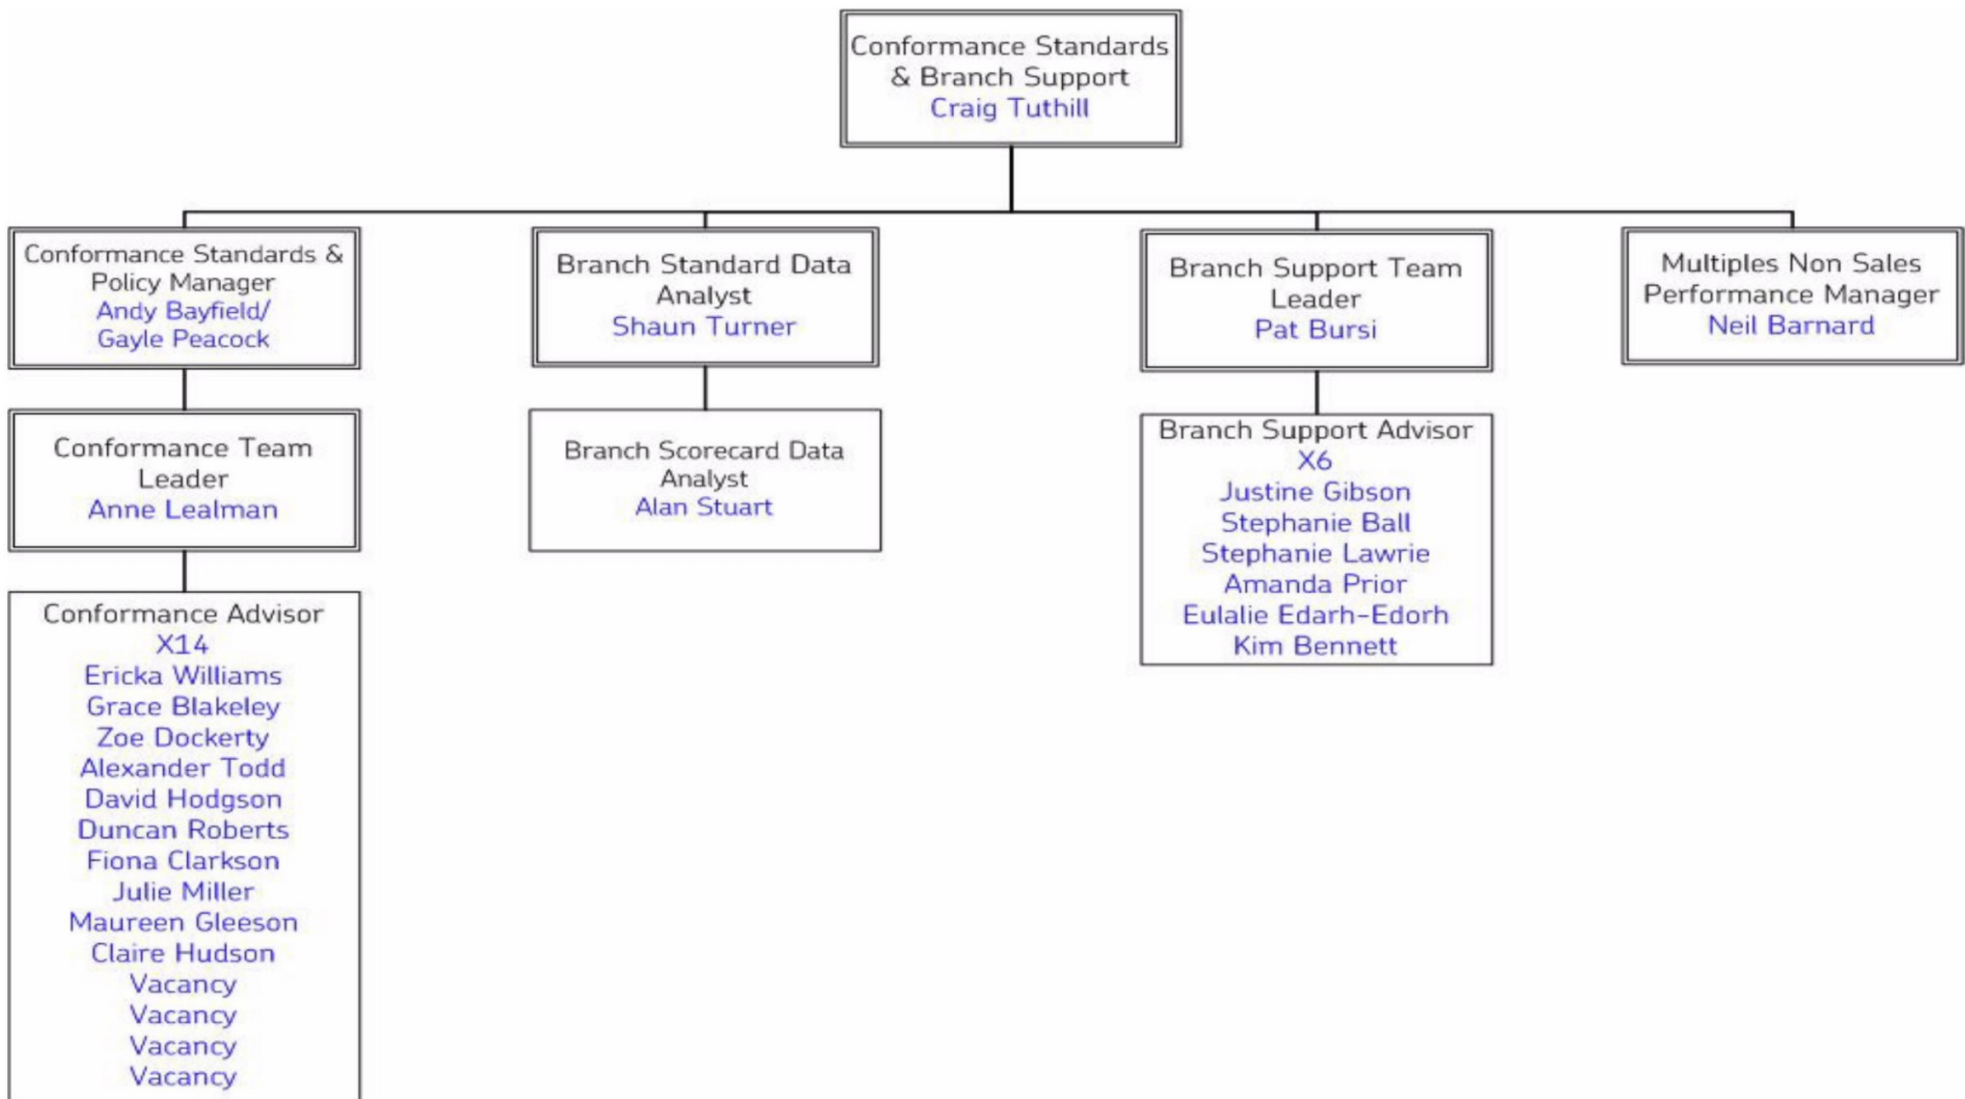 Conformance Standards
& Branch Support
Craig Tuthill
Conformance Standards &
Policy Manager
Andy Bayfield/
Gayle Peacock
Branch Standard Data
Analyst
Shaun Turner
Branch Support Team
Leader
Pat Bursi
Multiples Non Sales
Performance Manager
Neil Barnard
Conformance Team
Leader
Anne Lealman
Branch Scorecard Data
Analyst
Alan Stuart
Branch Support Advisor
X6
Justine Gibson
Stephanie Ball
Stephanie Lawrie
Amanda Prior
Eulalie Edarh-Edorh
Kim Bennett
Conformance Advisor
X14
Ericka Williams
Grace Blakeley
Zoe Dockerty
Alexander Todd
David Hodgson
Duncan Roberts
Fiona Clarkson
Julie Miller
Maureen Gleeson
Claire Hudson
Vacancy
Vacancy
Vacancy
Vacancy